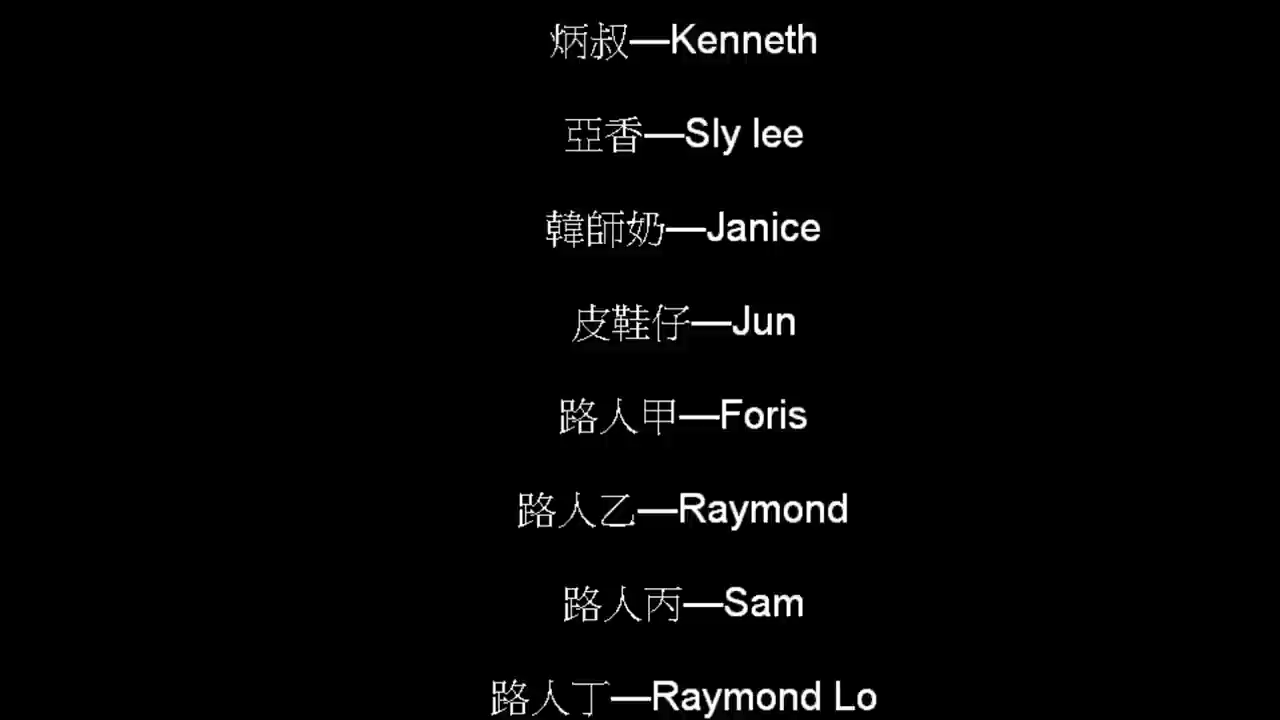 炳叔—Kenneth
亞香—Sly lee
韓師奶—Janice
皮鞋仔—Jun
路人甲—Foris
路人乙—Raymond
路人丙—Sam
路人丁—Raymond Lo